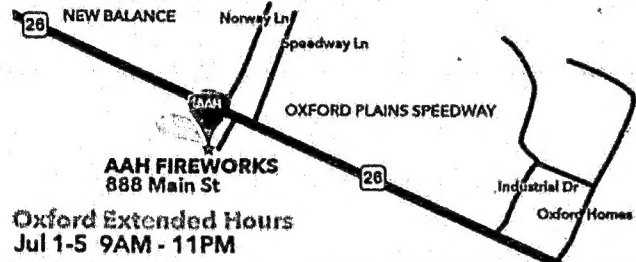 26
NEW BALANCE
Norway Ln
Speedway Ln
AAH
OXFORD PLAINS SPEEDWAY
AAH FIREWORKS
888 Main St
26
Industrial Dr
Oxford Homes
Oxford Extended Hours
Jul 1-5 9AM - 11PM